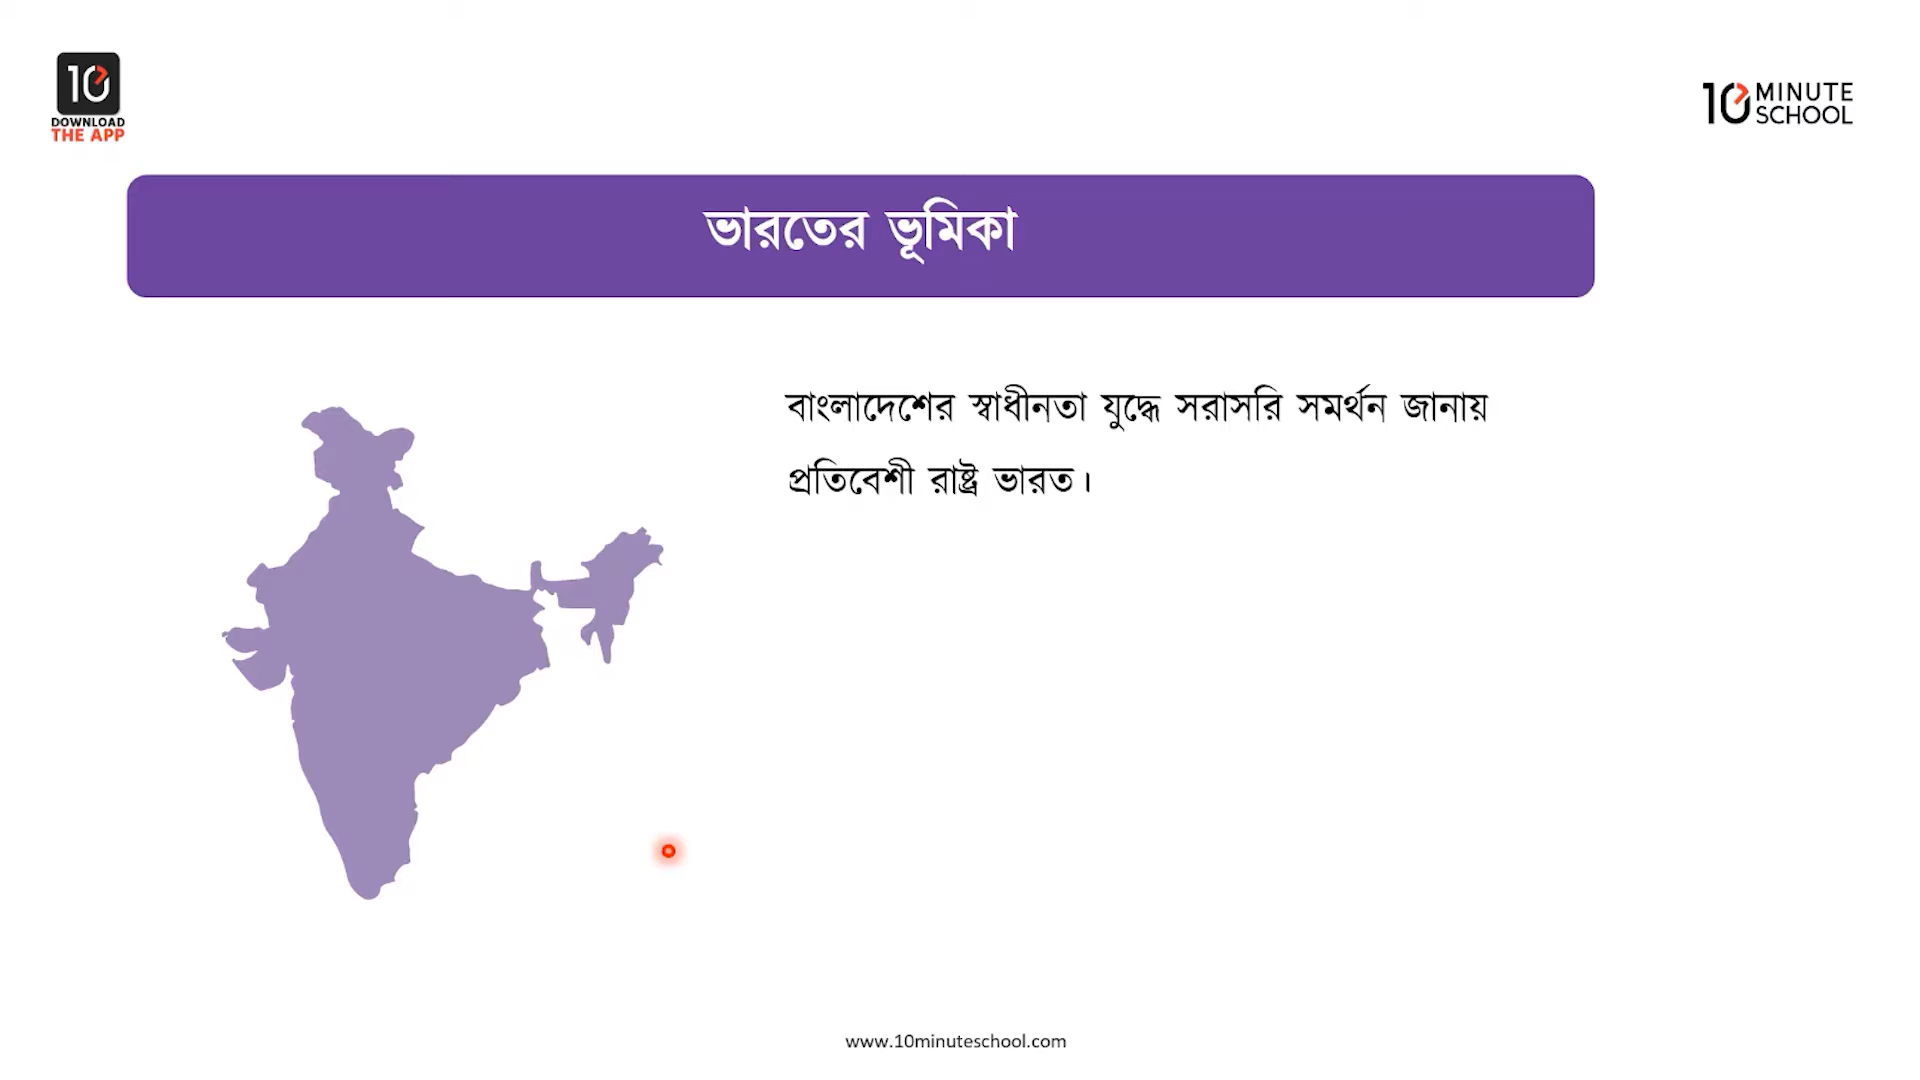 10
DOWNLOAD
THE APP
10 MINUTE
SCHOOL
ভারতের ভূমিকা
বাংলাদেশের স্বাধীনতা যুদ্ধে সরাসরি সমর্থন জানায়
প্রতিবেশী রাষ্ট্র ভারত।
www.10minuteschool.com